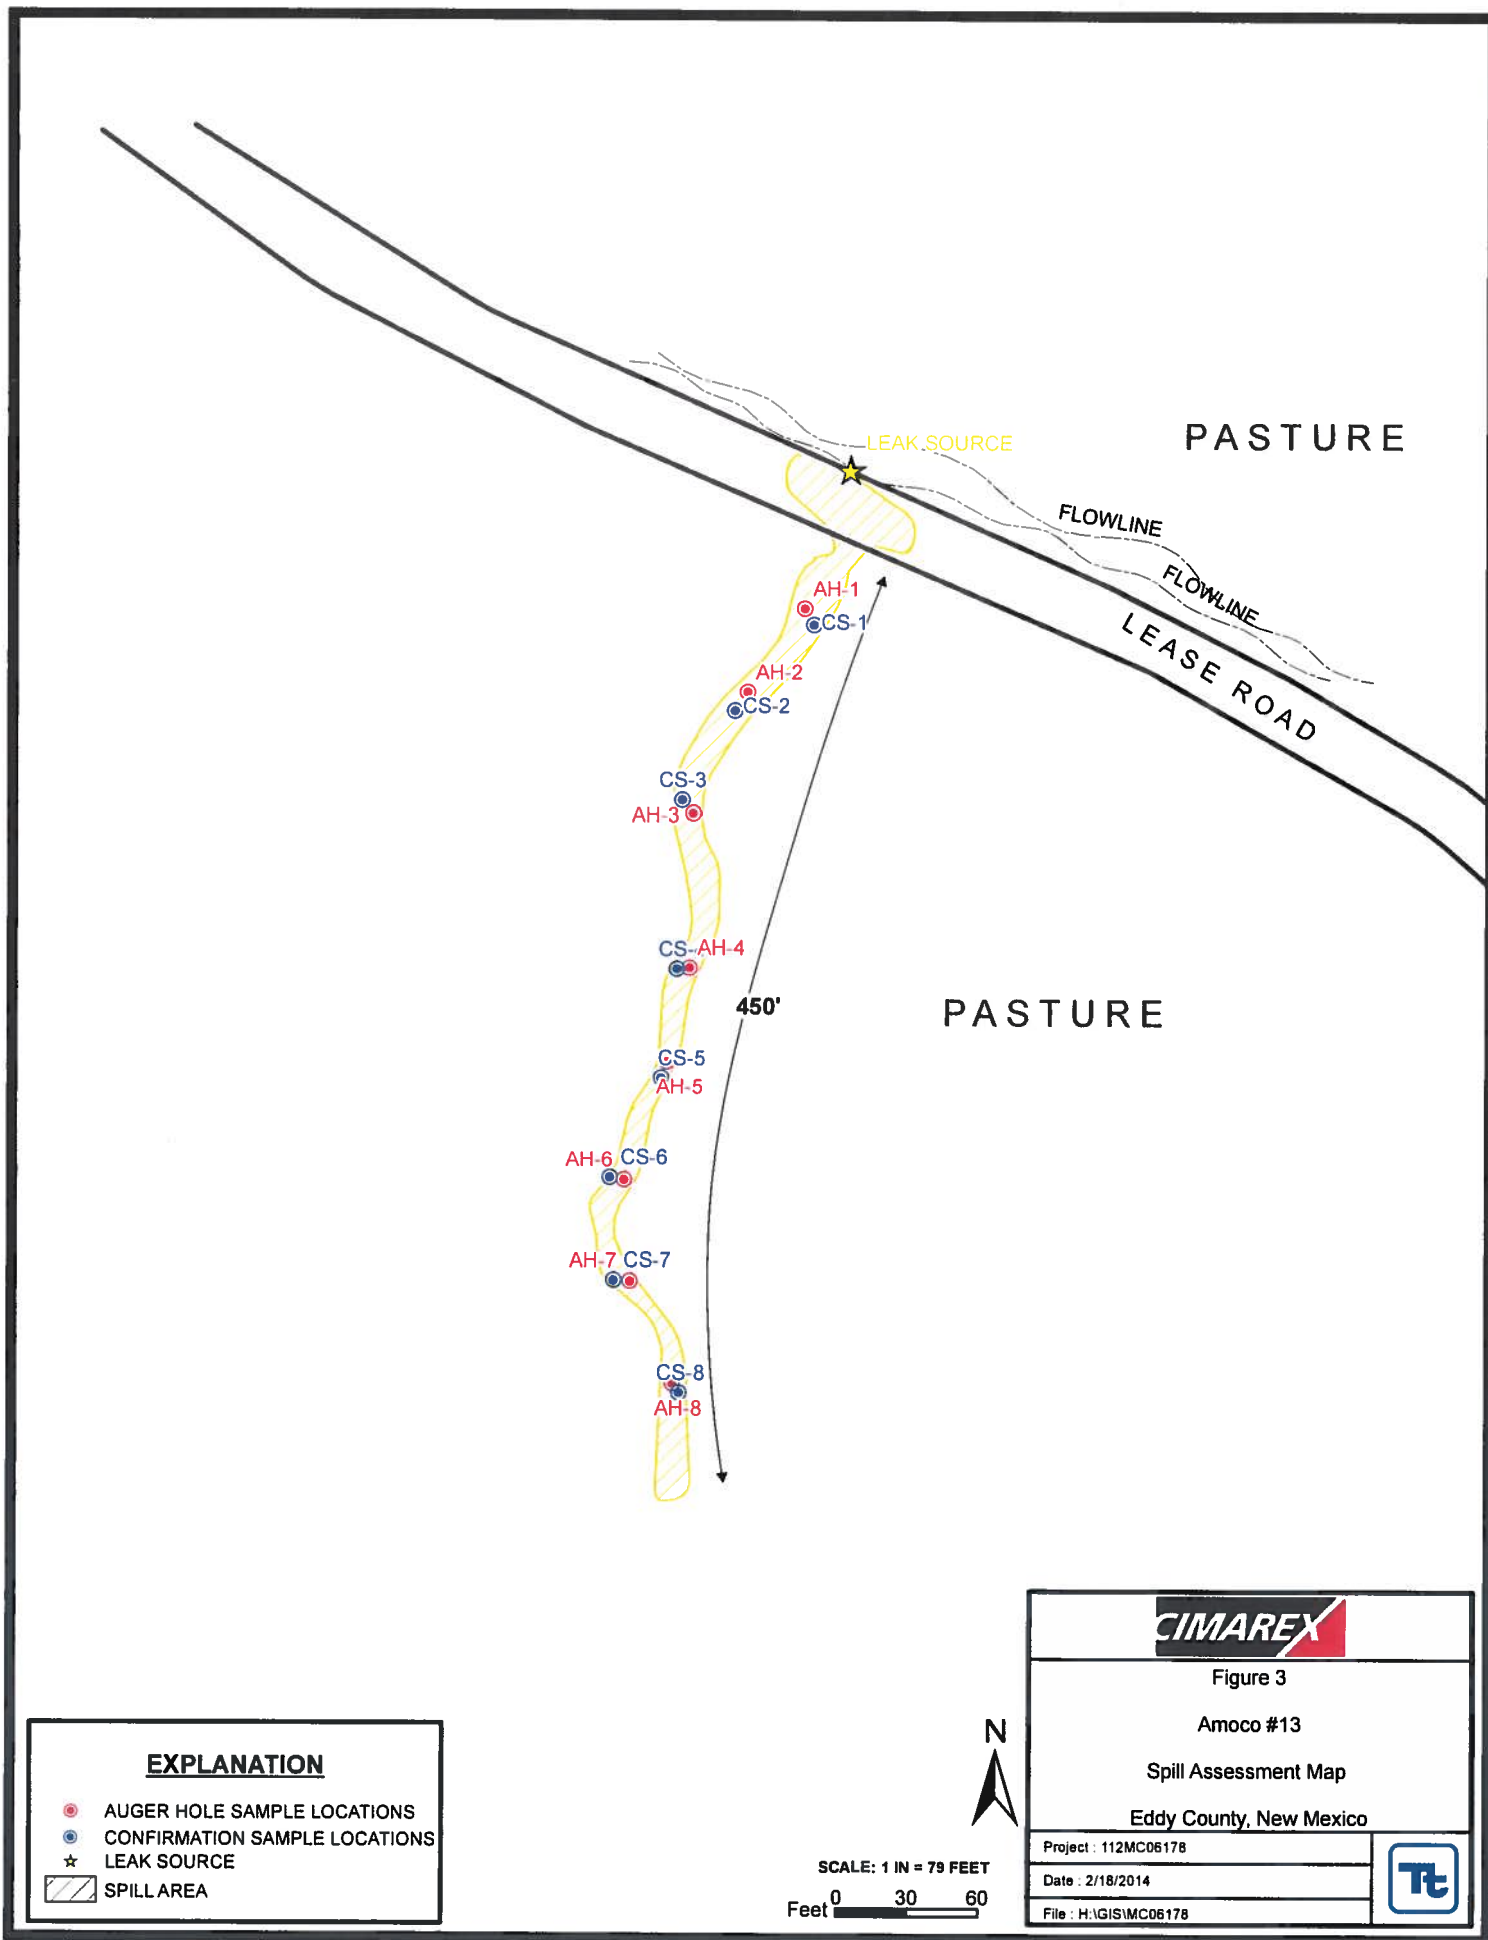 LEAK SOURCE
PASTURE
FLOWLINE
FLOWLINE
LEASE ROAD
AH-1
CS-1
AH-2
CS-2
CS-3
AH-3
CS-
AH-4
450'
PASTURE
CS-5
AH-5
AH-6
CS-6
AH-7
CS-7
CS-8
AH-8
EXPLANATION
AUGER HOLE SAMPLE LOCATIONS
CONFIRMATION SAMPLE LOCATIONS
LEAK SOURCE
SPILL AREA
N
SCALE: 1 IN = 79 FEET
Feet 0 30 60
CIMAREX
Figure 3
Amoco #13
Spill Assessment Map
Eddy County, New Mexico
Project : 112MC06178
Date : 2/18/2014
File : H:\GIS\MC06178
Tt